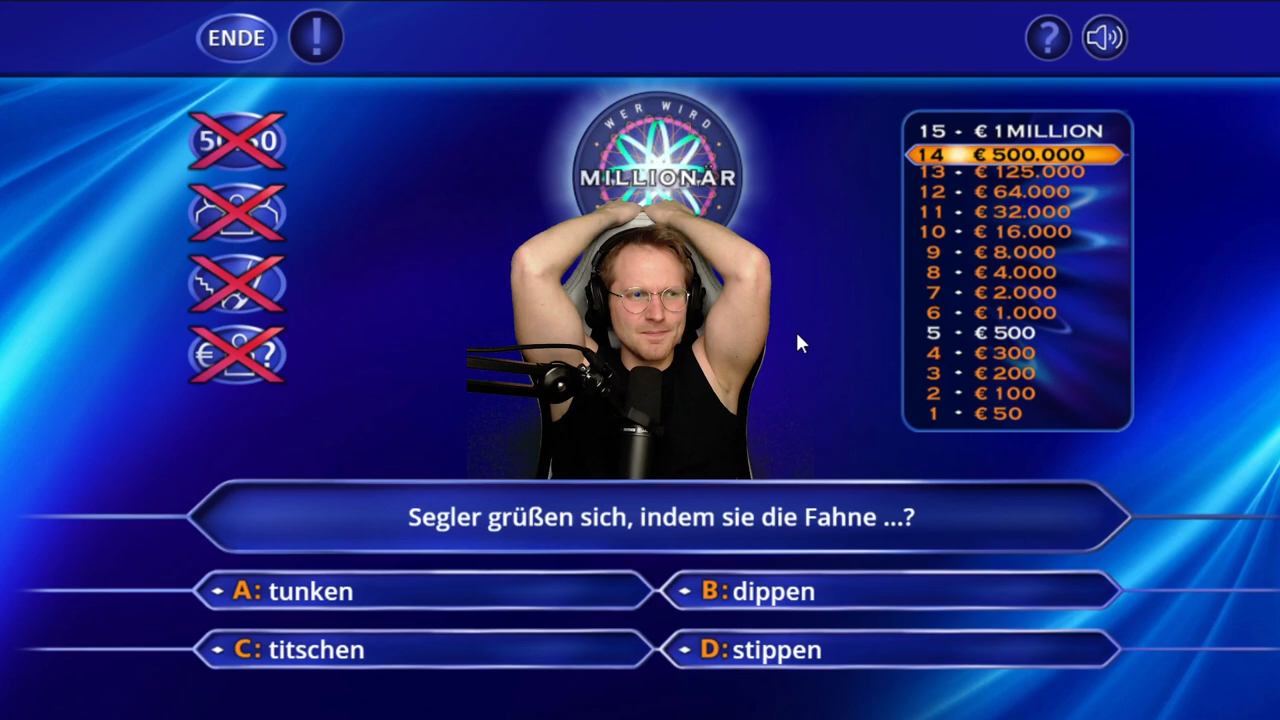 ENDE
!
?
50:50
€ ?
WER WIRD
MILLIONÄR
15 · € 1 MILLION
14 € 500.000
13 · € 125.000
12 · € 64.000
11 · € 32.000
10 · € 16.000
9 · € 8.000
8 · € 4.000
7 · € 2.000
6 · € 1.000
5 · € 500
4 · € 300
3 · € 200
2 · € 100
1 · € 50
Segler grüßen sich, indem sie die Fahne ...?
A: tunken
B: dippen
C: titschen
D: stippen